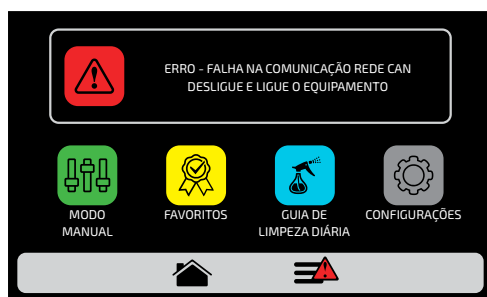 ERRO - FALHA NA COMUNICAÇÃO REDE CAN
DESLIGUE E LIGUE O EQUIPAMENTO
MODO
MANUAL
FAVORITOS
GUIA DE
LIMPEZA DIÁRIA
CONFIGURAÇÕES